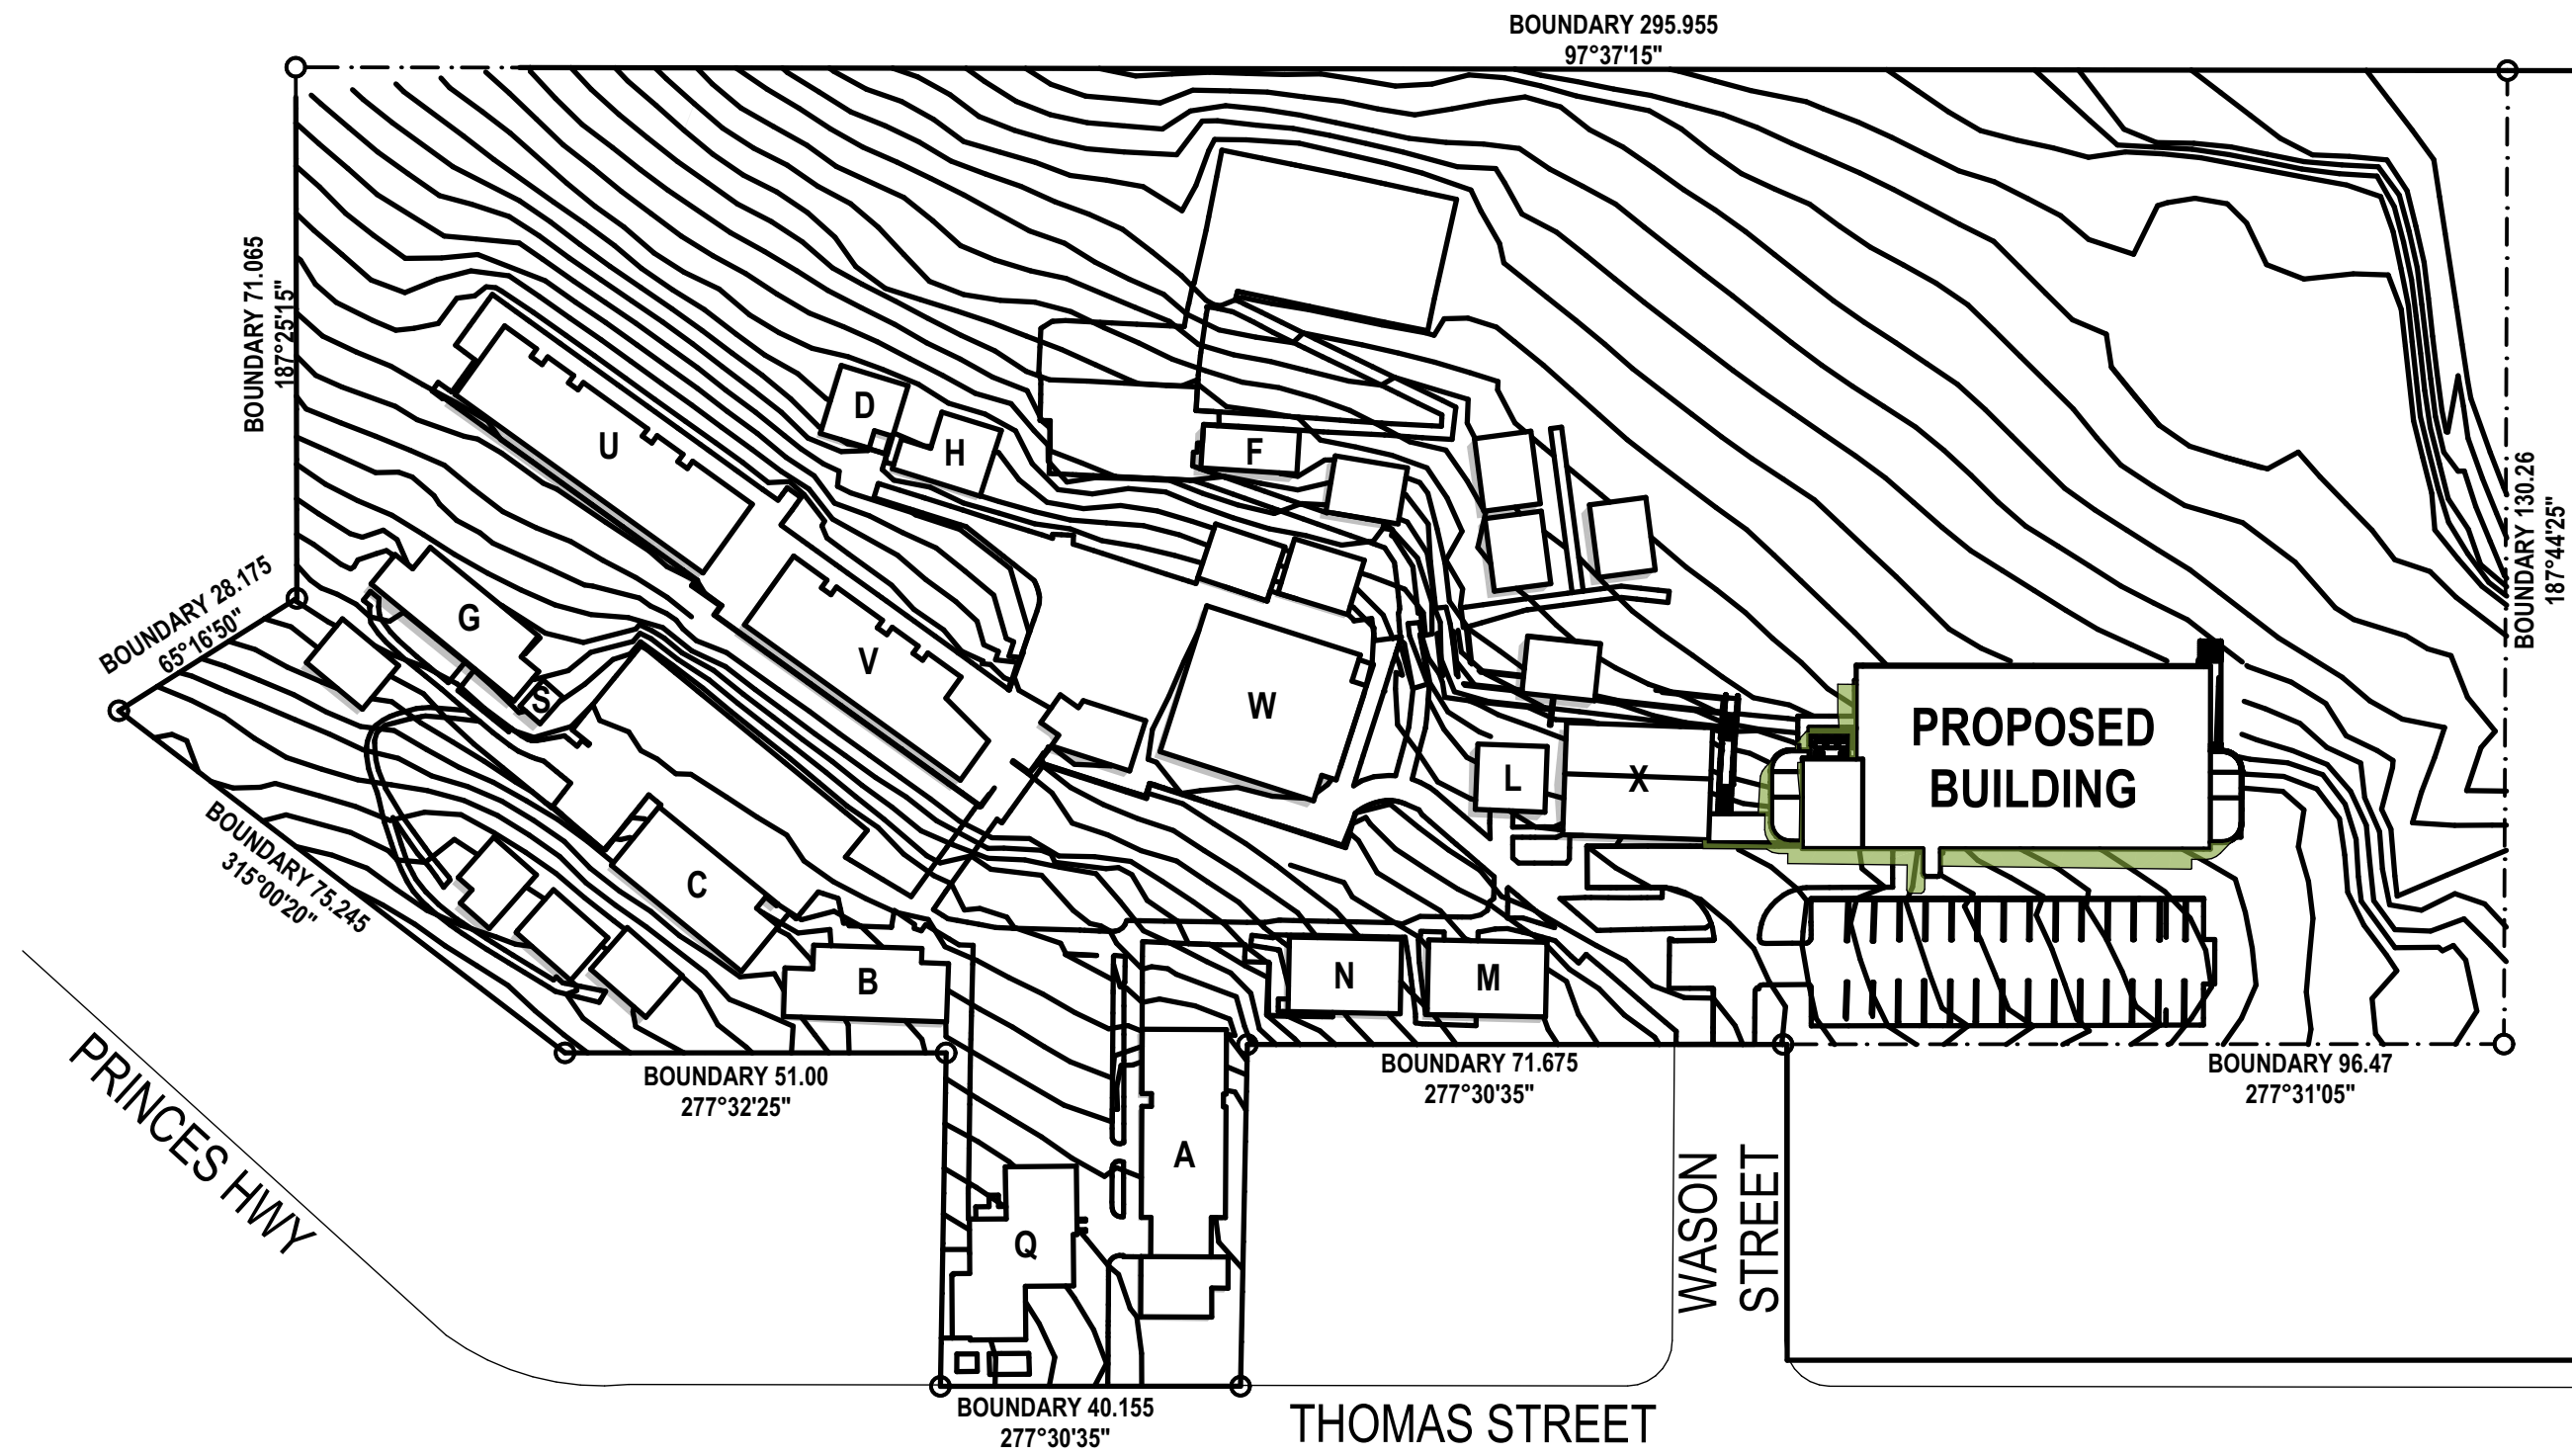 BOUNDARY 295.955
97°37'15"
BOUNDARY 71.065
187°25'15"
D
U
H
F
BOUNDARY 130.26
187°44'25"
BOUNDARY 28.175
65°16'50"
G
S
V
W
L
X
PROPOSED
BUILDING
BOUNDARY 75.245
315°00'20"
C
B
N
M
BOUNDARY 51.00
277°32'25"
BOUNDARY 71.675
277°30'35"
BOUNDARY 96.47
277°31'05"
PRINCES HWY
A
Q
WASON
STREET
BOUNDARY 40.155
277°30'35"
THOMAS STREET